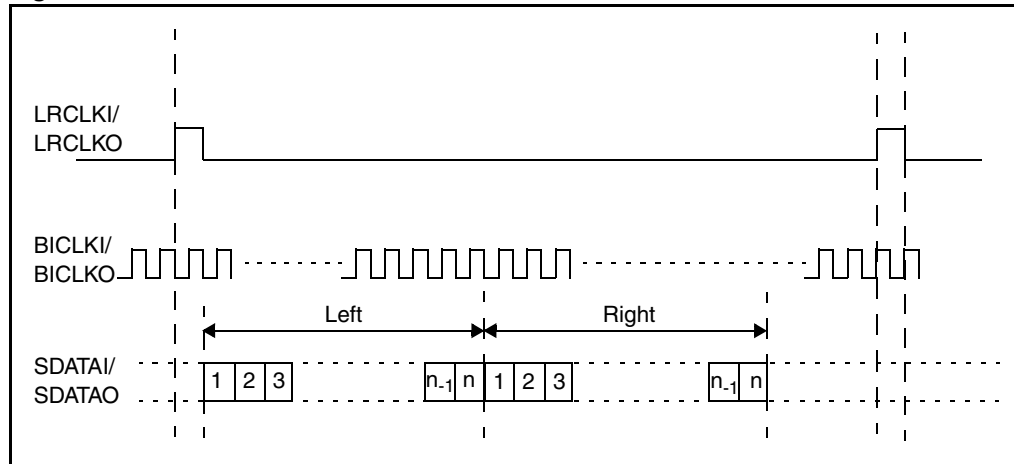 LRCLKI/
LRCLKO
BICLKI/
BICLKO
Left Right
SDATAI/
SDATAO
1 2 3 n-1 n 1 2 3 n-1 n